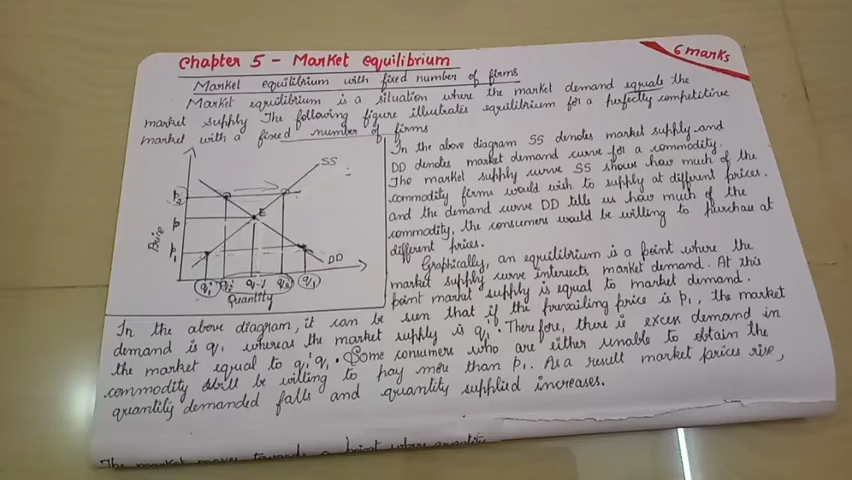 Chapter 5 - Market equilibrium
6 marks
Market equilibrium with fixed number of firms
Market equilibrium is a situation where the market demand equals the
market supply. The following figure illustrates equilibrium for a perfectly competitive
market with a fixed number of firms
SS
E
DD
Price
Quantity
In the above diagram SS denotes market supply and
DD denotes market demand curve for a commodity.
The market supply curve SS shows how much of the
commodity firms would wish to supply at different prices.
and the demand curve DD tells us how much of the
commodity, the consumers would be willing to purchase at
different prices.
Graphically, an equilibrium is a point where the
market supply curve intersects market demand. At this
point market supply is equal to market demand.
In the above diagram, it can be seen that if the prevailing price is P₁, the market
demand is q₁ whereas the market supply is q₁'. Therefore, there is excess demand in
the market equal to q₁'q₁. Some consumers who are either unable to obtain the
commodity will be willing to pay more than P₁. As a result market prices rise,
quantity demanded falls and quantity supplied increases.
The market moves towards a point where